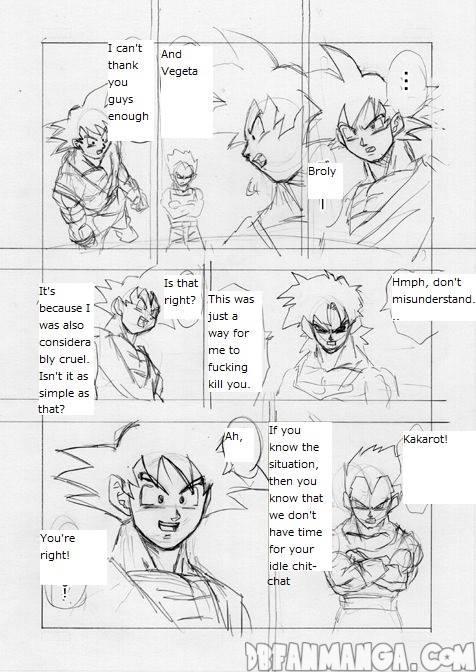 ...
Broly
|
And
Vegeta
I can't
thank
you
guys
enough
Hmph, don't
misunderstand.
..
This was
just a
way for
me to
fucking
kill you.
Is that
right?
It's
because I
was also
considera
bly cruel.
Isn't it as
simple as
that?
Kakarot!
If you
know the
situation,
then you
know that
we don't
have time
for your
idle chit-
chat
Ah,
You're
right!
!
DBFANMANGA.COM